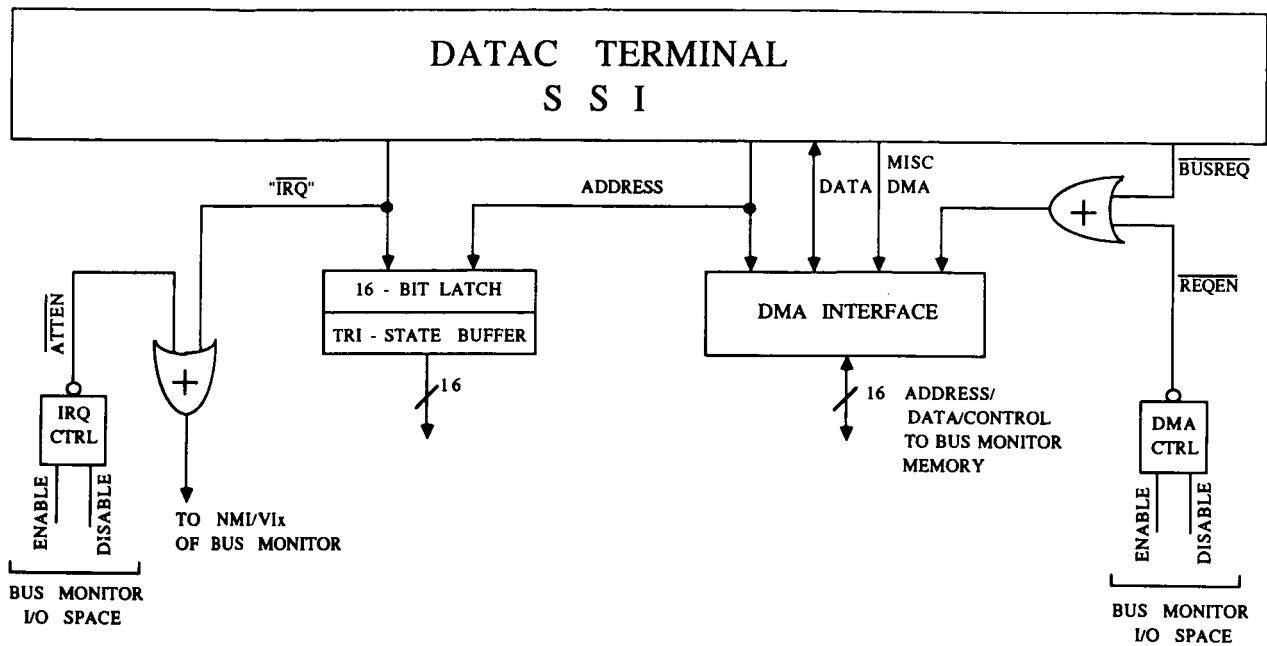 DATAC TERMINAL
S S I
"IRQ"
ADDRESS
DATA
MISC
DMA
BUSREQ
+
+
REQEN
ATTEN
16 - BIT LATCH
TRI - STATE BUFFER
DMA INTERFACE
16
16 ADDRESS/
DATA/CONTROL
TO BUS MONITOR
MEMORY
IRQ
CTRL
DMA
CTRL
ENABLE
DISABLE
TO NMI/VIx
OF BUS MONITOR
ENABLE
DISABLE
BUS MONITOR
I/O SPACE
BUS MONITOR
I/O SPACE